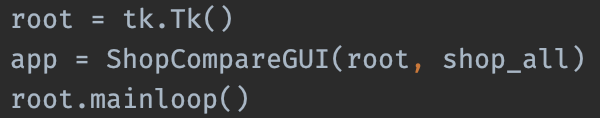 root = tk.Tk()
app = ShopCompareGUI(root, shop_all)
root.mainloop()